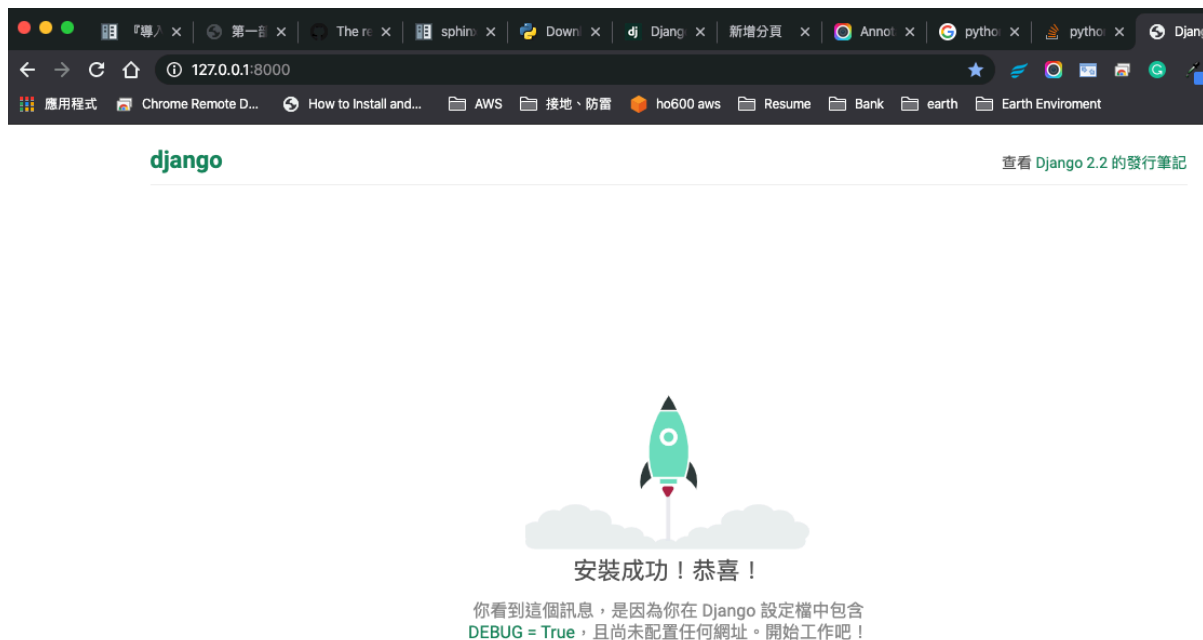 『導 第一部 The re sphinx Down Djang 新增分頁 Annot pytho pytho Djang
127.0.0.1:8000
應用程式 Chrome Remote D... How to Install and... AWS 接地、防雷 ho600 aws Resume Bank earth Earth Enviroment
django
查看 Django 2.2 的發行筆記
安裝成功！恭喜！
你看到這個訊息，是因為你在 Django 設定檔中包含
DEBUG = True，且尚未配置任何網址。開始工作吧！